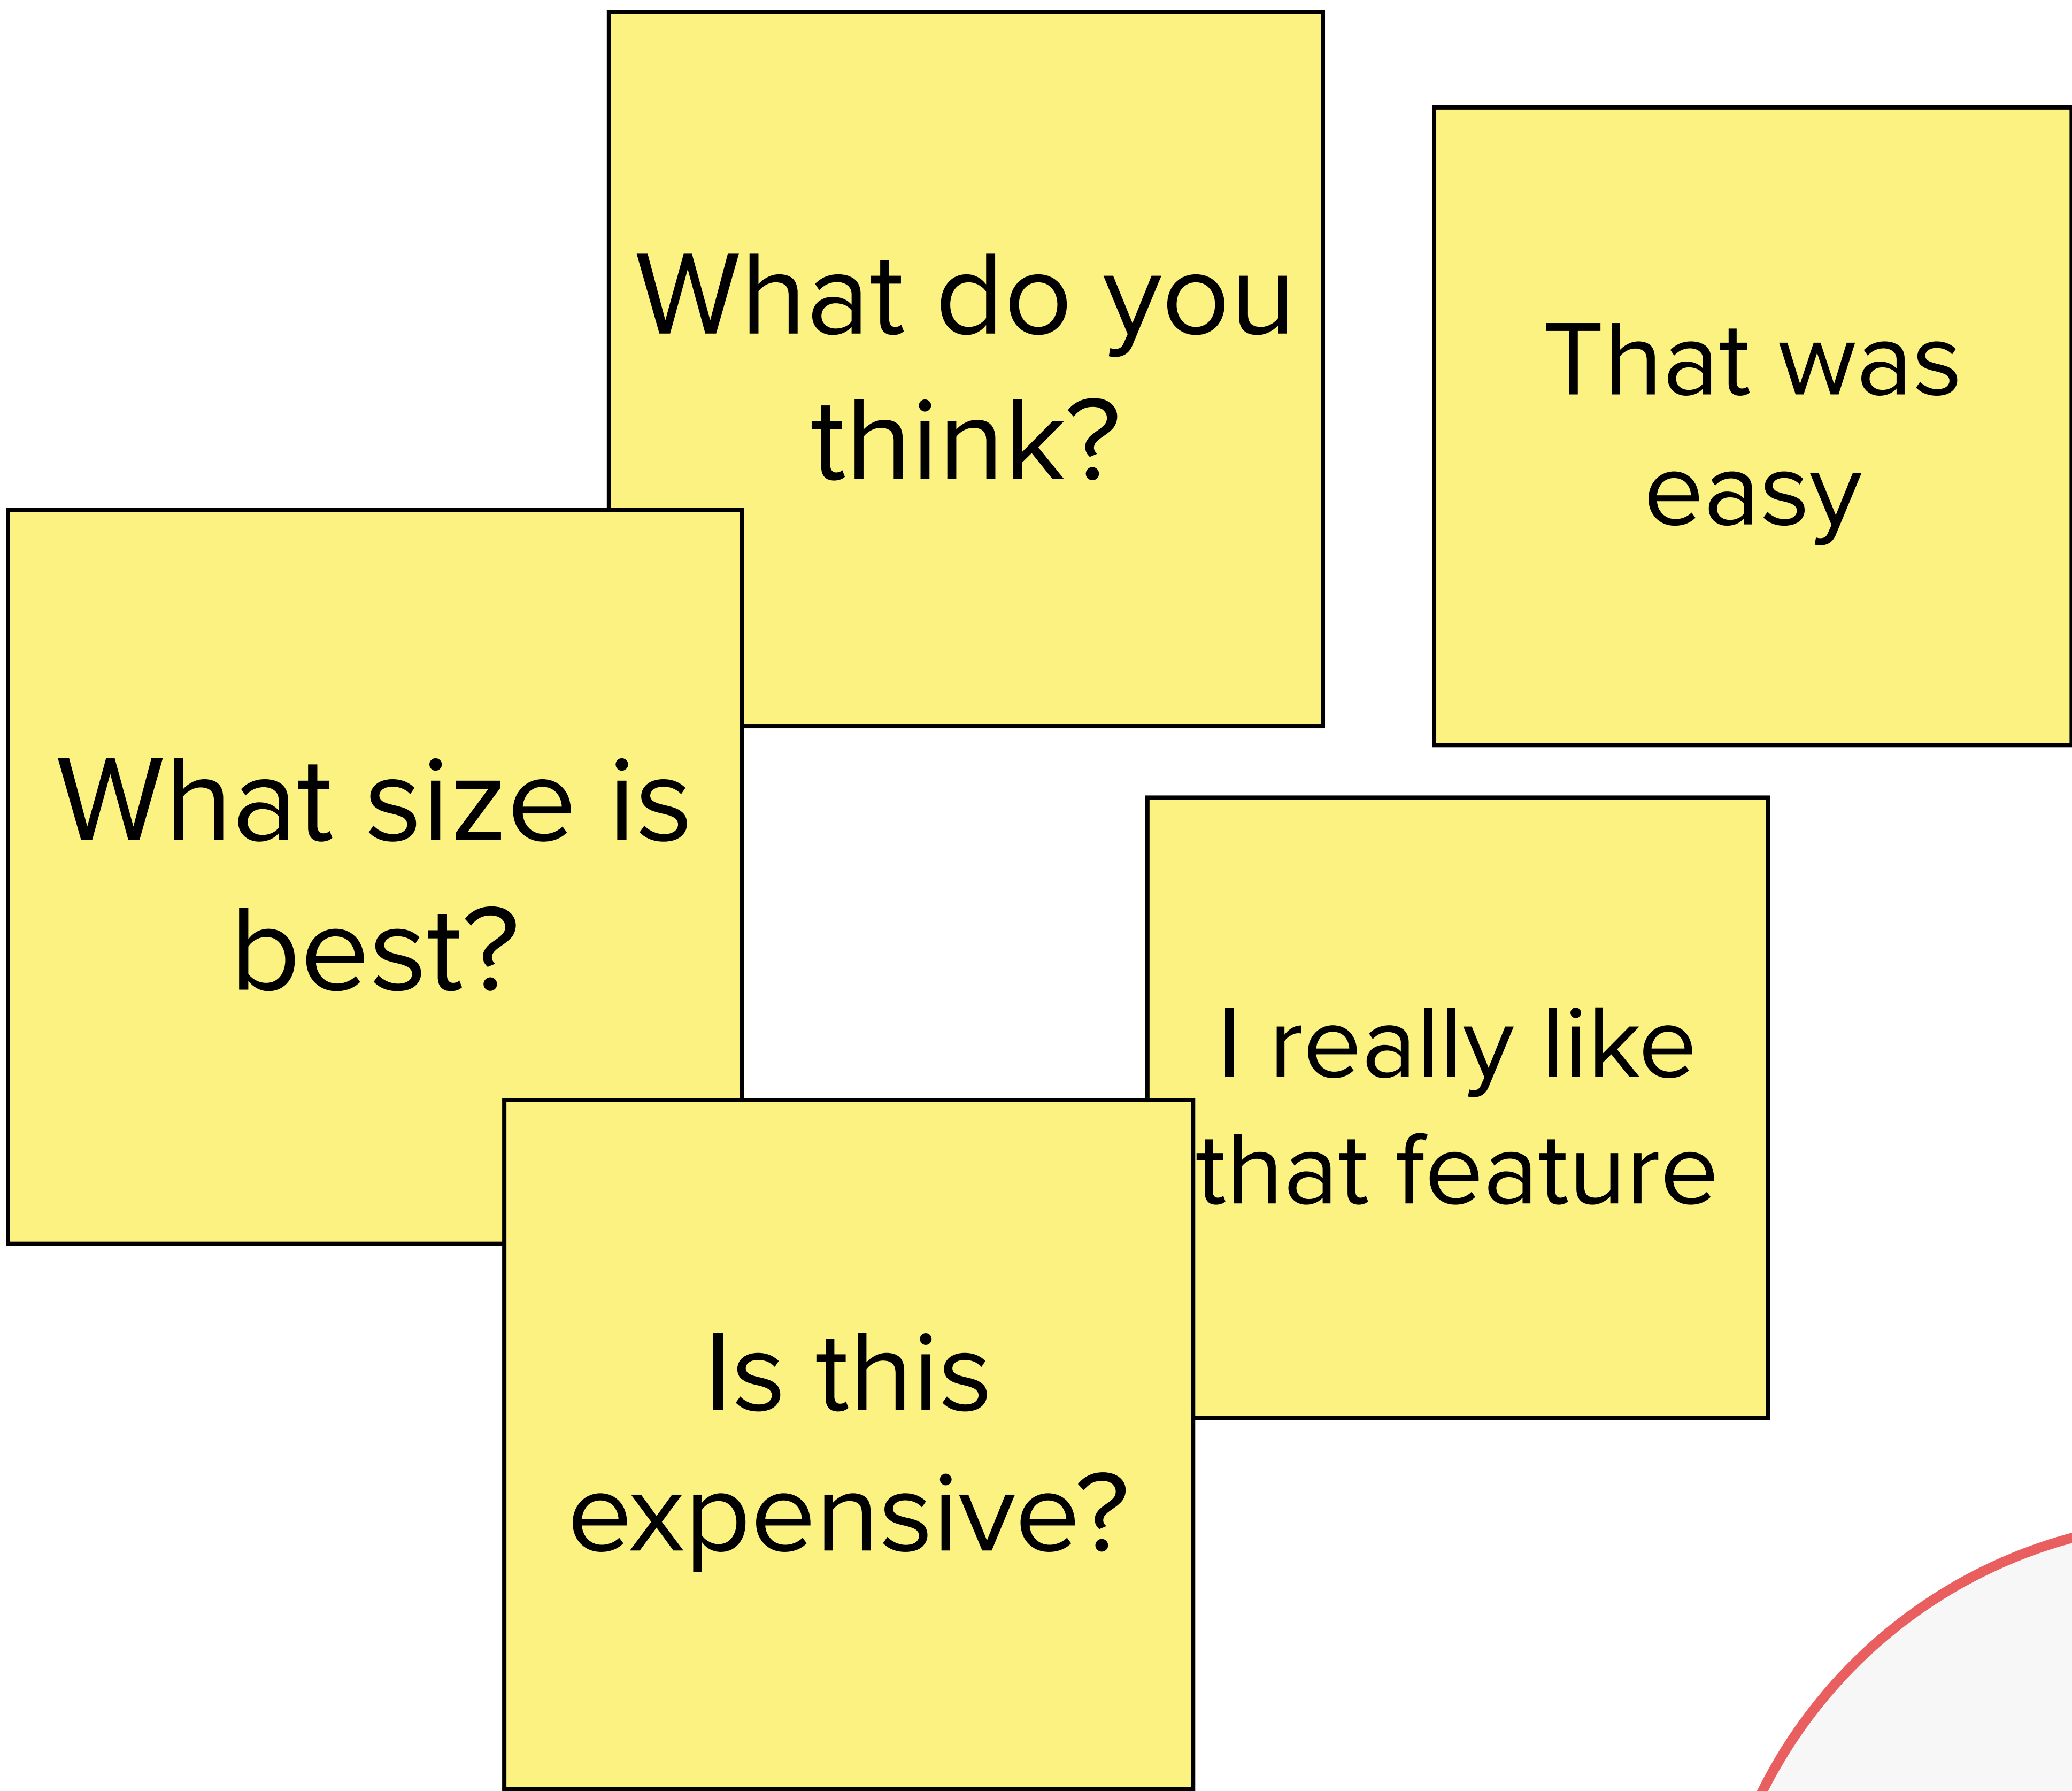 What do you
think?
That was
easy
What size is
best?
I really like
that feature
Is this
expensive?